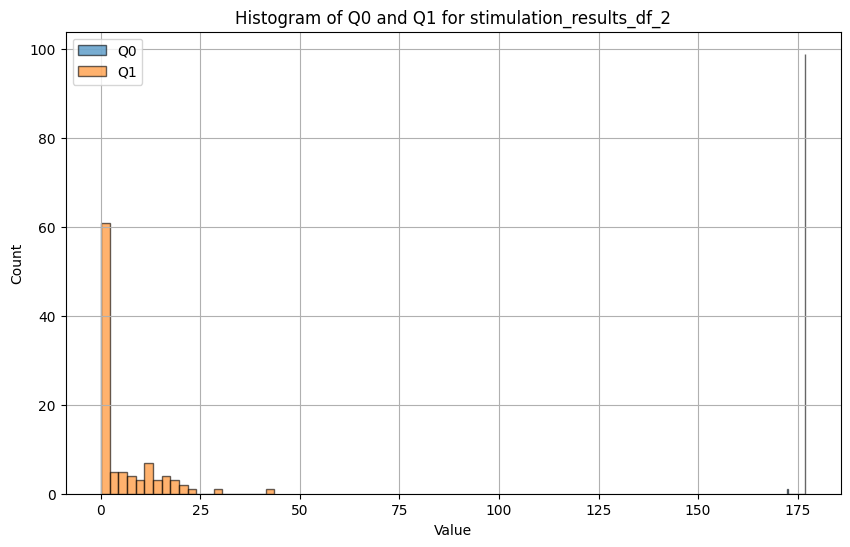 Histogram of Q0 and Q1 for stimulation_results_df_2
Q0
Q1
Count
100
80
60
40
20
0
0 25 50 75 100 125 150 175
Value